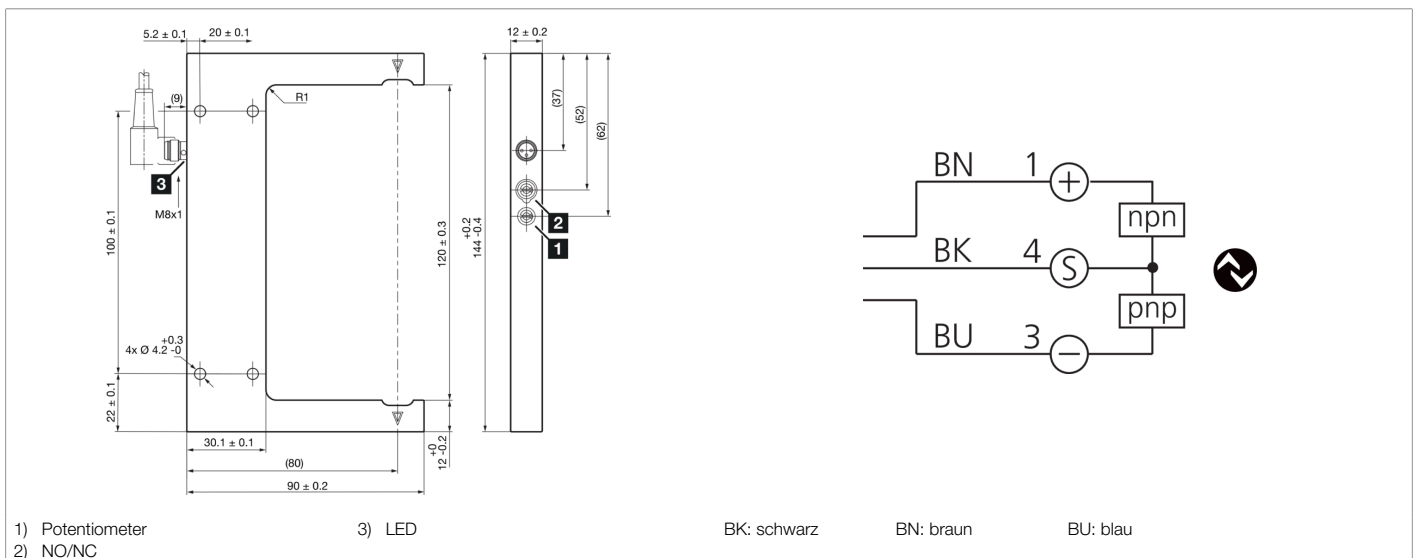 5.2 ± 0.1
20 ± 0.1
12 ± 0.2
(9)
R1
(37)
(52)
(62)
3
M8x1
2
1
100 ± 0.1
120 ± 0.3
+0.2
144 -0.4
+0.3
4x Ø 4.2 -0
22 ± 0.1
30.1 ± 0.1
+0
12 -0.2
(80)
90 ± 0.2
BN 1 +
npn
BK 4 S
pnp
BU 3 −
1) Potentiometer 3) LED BK: schwarz BN: braun BU: blau
2) NO/NC